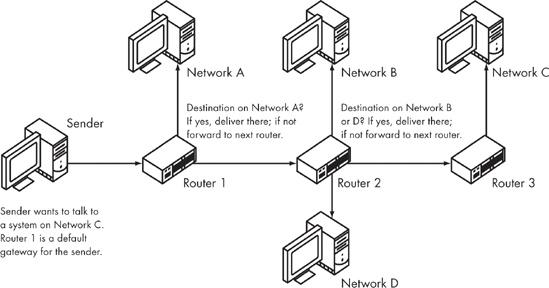 Network A
Network B
Network C
Sender
Destination on Network A?
If yes, deliver there; if not
forward to next router.
Destination on Network B
or D? If yes, deliver there;
if not forward to next router.
Router 1
Router 2
Router 3
Sender wants to talk to
a system on Network C.
Router 1 is a default
gateway for the sender.
Network D